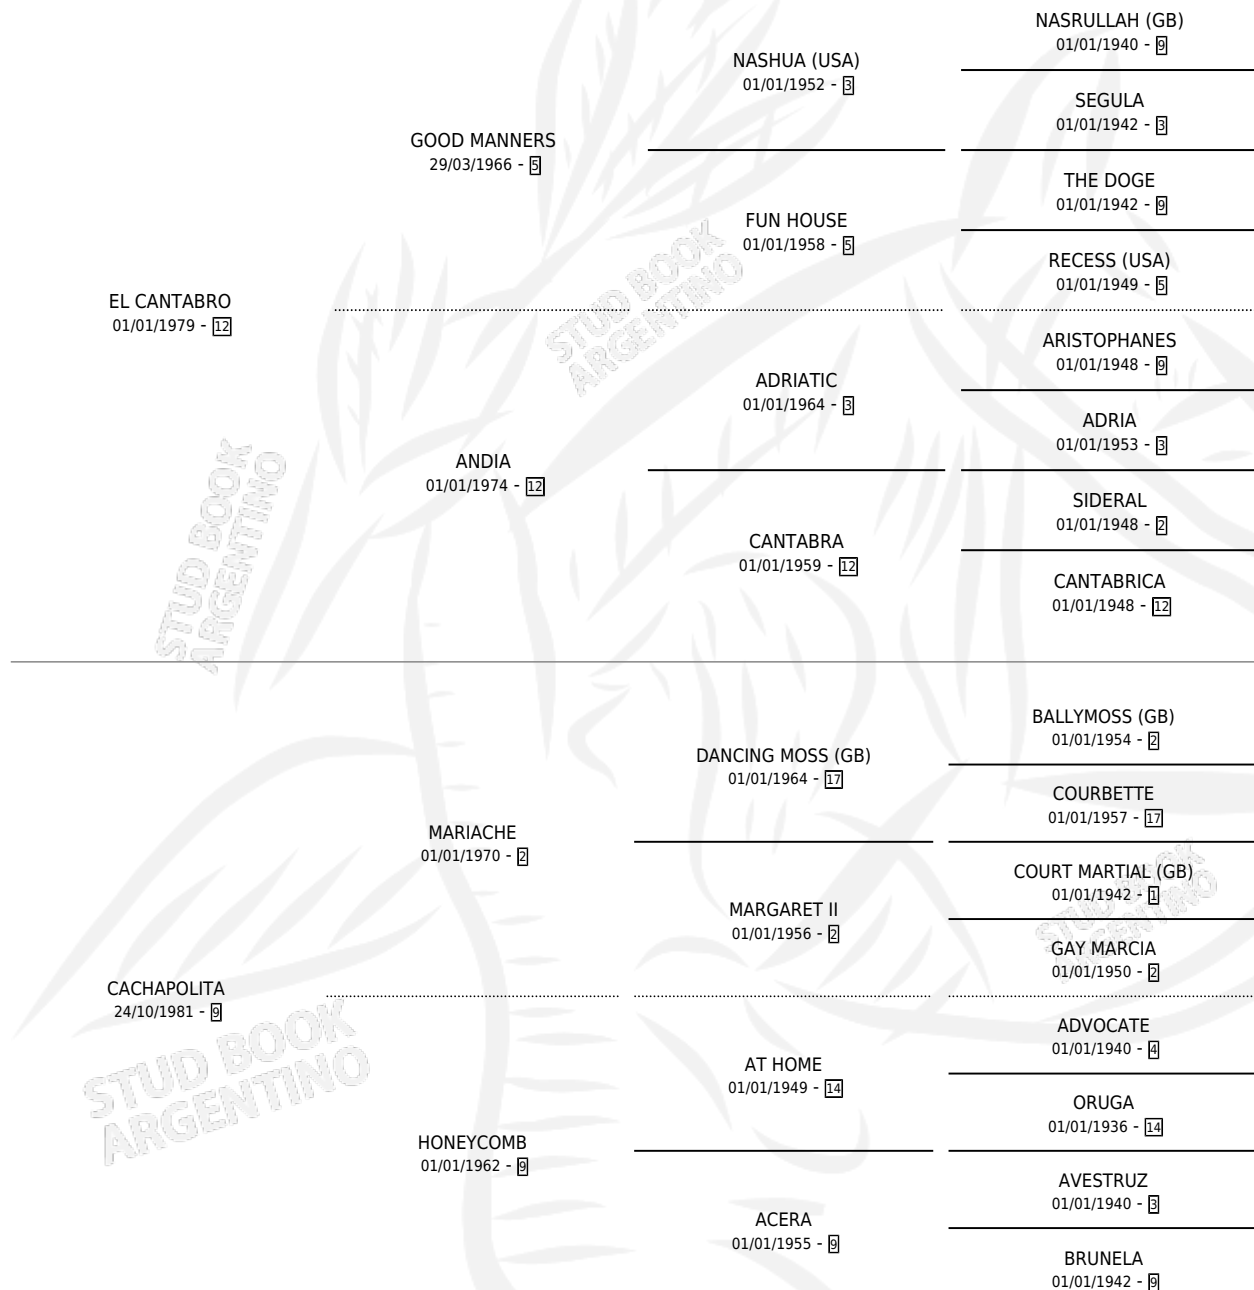 NASRULLAH (GB)
01/01/1940 - 9
NASHUA (USA)
01/01/1952 - 3
SEGULA
01/01/1942 - 3
GOOD MANNERS
29/03/1966 - 5
THE DOGE
01/01/1942 - 9
FUN HOUSE
01/01/1958 - 5
RECESS (USA)
01/01/1949 - 5
EL CANTABRO
01/01/1979 - 12
ARISTOPHANES
01/01/1948 - 9
ADRIATIC
01/01/1964 - 3
ADRIA
01/01/1953 - 3
ANDIA
01/01/1974 - 12
SIDERAL
01/01/1948 - 2
CANTABRA
01/01/1959 - 12
CANTABRICA
01/01/1948 - 12
BALLYMOSS (GB)
01/01/1954 - 2
DANCING MOSS (GB)
01/01/1964 - 17
COURBETTE
01/01/1957 - 17
MARIACHE
01/01/1970 - 2
COURT MARTIAL (GB)
01/01/1942 - 1
MARGARET II
01/01/1956 - 2
GAY MARCIA
01/01/1950 - 2
CACHAPOLITA
24/10/1981 - 9
ADVOCATE
01/01/1940 - 4
AT HOME
01/01/1949 - 14
ORUGA
01/01/1936 - 14
HONEYCOMB
01/01/1962 - 9
AVESTRUZ
01/01/1940 - 3
ACERA
01/01/1955 - 9
BRUNELA
01/01/1942 - 9
STUD BOOK
ARGENTINO
STUD BOOK
ARGENTINO
STUD BOOK
ARGENTINO
STUD BOOK
ARGENTINO